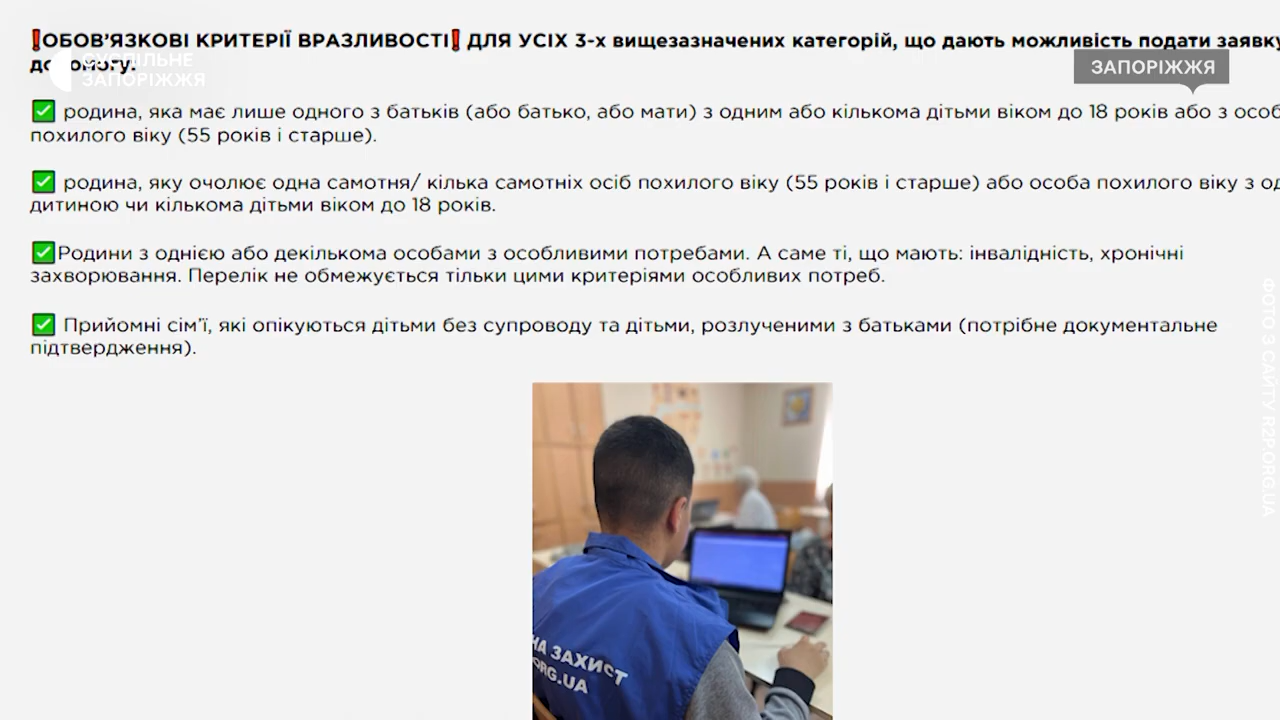 ❗ОБОВ'ЯЗКОВІ КРИТЕРІЇ ВРАЗЛИВОСТІ❗ ДЛЯ УСІХ 3-х вищезазначених категорій, що дають можливість подати заявку
допомогу.
СУСПІЛЬНЕ
ЗАПОРІЖЖЯ
ЗАПОРІЖЖЯ
✅ родина, яка має лише одного з батьків (або батько, або мати) з одним або кількома дітьми віком до 18 років або з особ
похилого віку (55 років і старше).
✅ родина, яку очолює одна самотня/ кілька самотніх осіб похилого віку (55 років і старше) або особа похилого віку з од
дитиною чи кількома дітьми віком до 18 років.
✅Родини з однією або декількома особами з особливими потребами. А саме ті, що мають: інвалідність, хронічні
захворювання. Перелік не обмежується тільки цими критеріями особливих потреб.
✅ Прийомні сім'ї, які опікуються дітьми без супроводу та дітьми, розлученими з батьками (потрібне документальне
підтвердження).
ФОТО З САЙТУ R2P.ORG.UA
НА ЗАХИСТ
ORG.UA